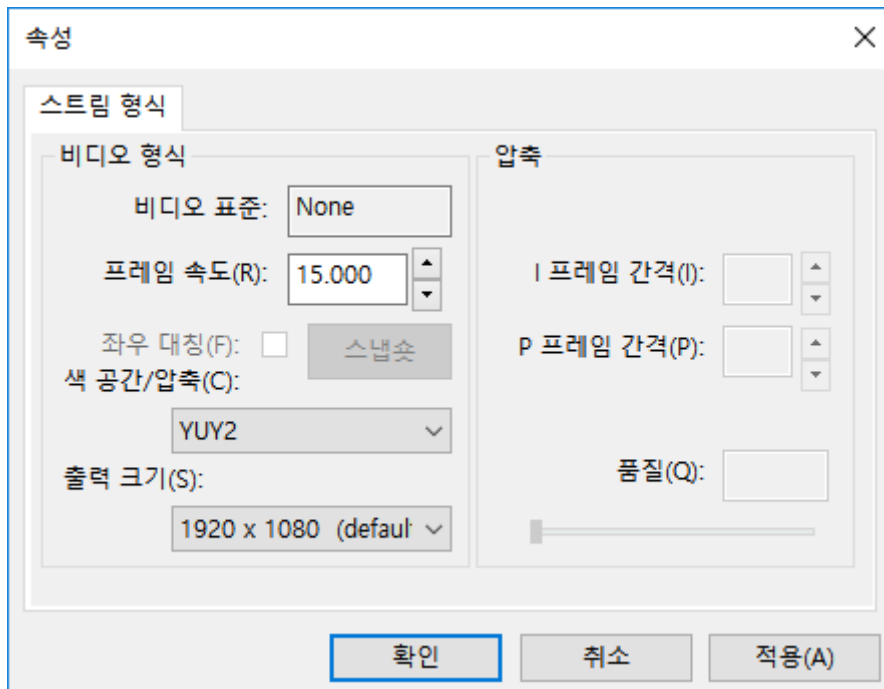 속성
스트림 형식
비디오 형식
비디오 표준: None
프레임 속도(R): 15.000
좌우 대칭(F): 스냅숏
색 공간/압축(C):
YUY2
출력 크기(S):
1920 x 1080 (defaul
압축
I 프레임 간격(I):
P 프레임 간격(P):
품질(Q):
확인 취소 적용(A)